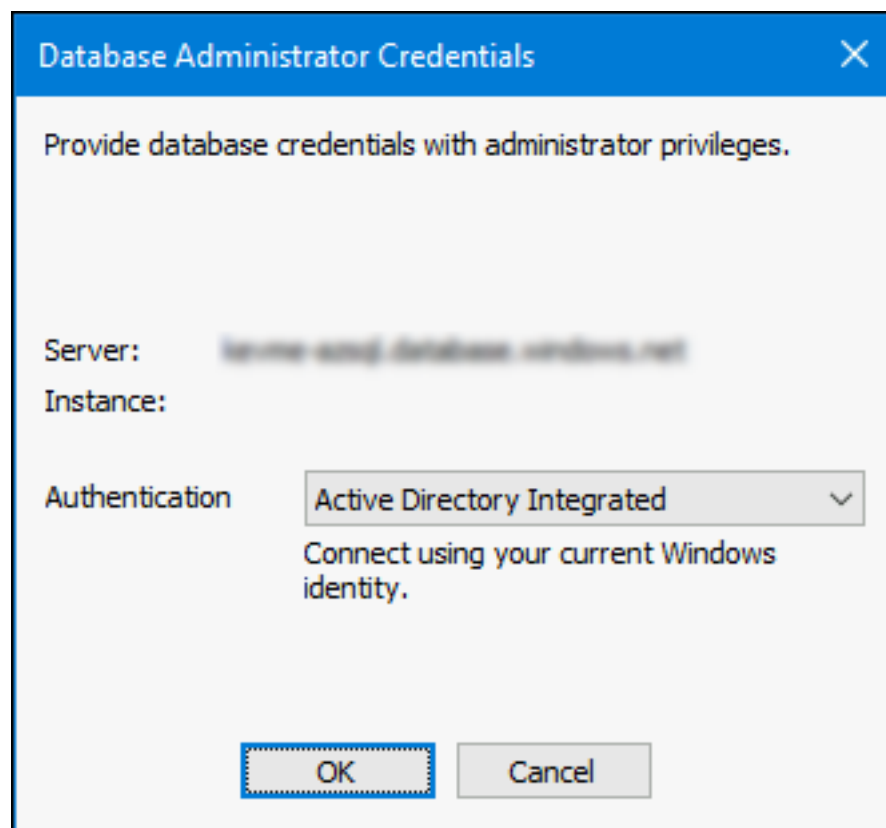 Database Administrator Credentials
Provide database credentials with administrator privileges.
Server:
Instance:
Authentication Active Directory Integrated
Connect using your current Windows
identity.
OK Cancel